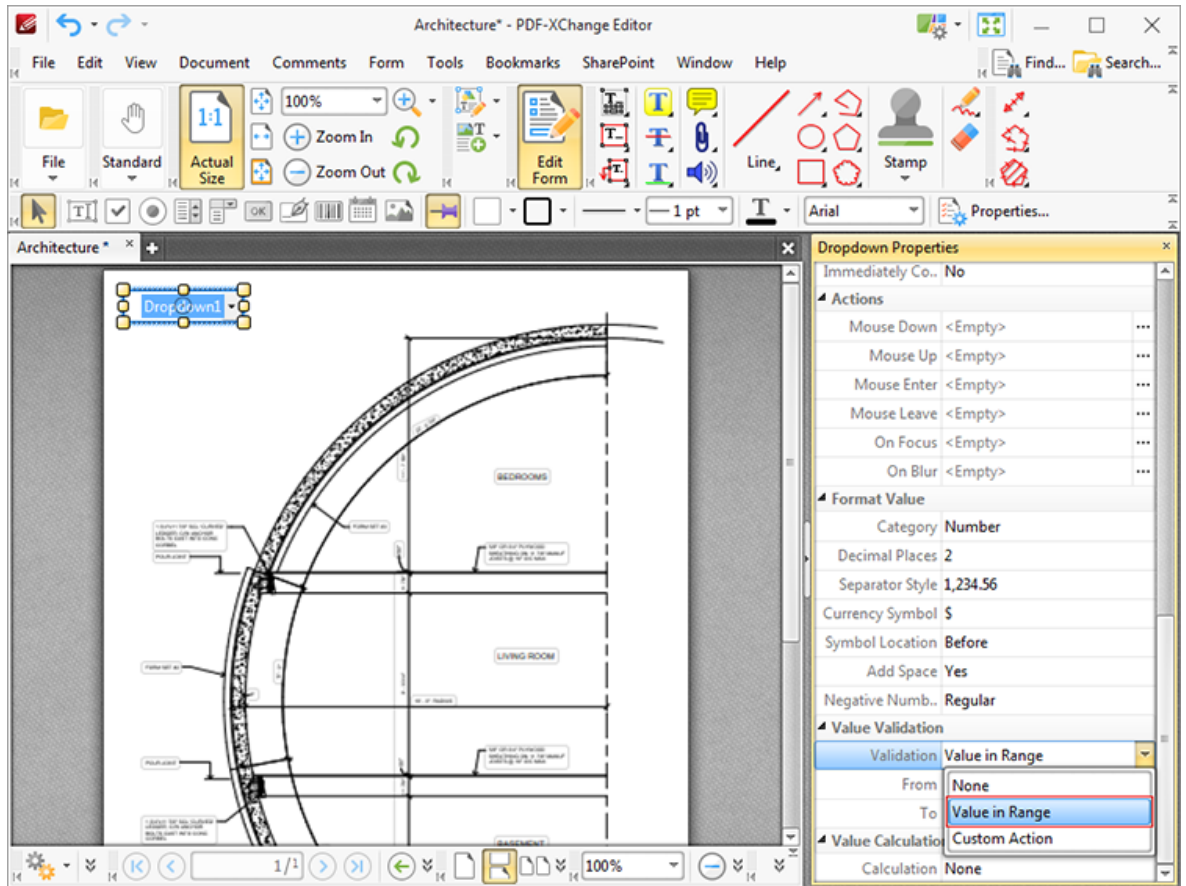 Architecture* - PDF-XChange Editor
File Edit View Document Comments Form Tools Bookmarks SharePoint Window Help Find... Search...
1:1 100%
Zoom In
File Standard Actual Size Zoom Out Edit Form Line Stamp
OK 1 pt T Arial Properties...
Architecture * Dropdown Properties
Immediately Co.. No
Dropdown1
Actions
Mouse Down <Empty>
Mouse Up <Empty>
Mouse Enter <Empty>
Mouse Leave <Empty>
On Focus <Empty>
On Blur <Empty>
BEDROOMS
Format Value
Category Number
Decimal Places 2
Separator Style 1,234.56
Currency Symbol $
Symbol Location Before
LIVING ROOM
Add Space Yes
Negative Numb.. Regular
Value Validation
Validation Value in Range
From None
To Value in Range
Custom Action
BASEMENT
Value Calculation
Calculation None
1/1 100%